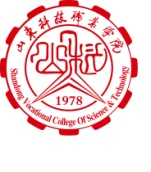 山东科技职业学院
1978
Shandong Vocational College Of Science & Technology